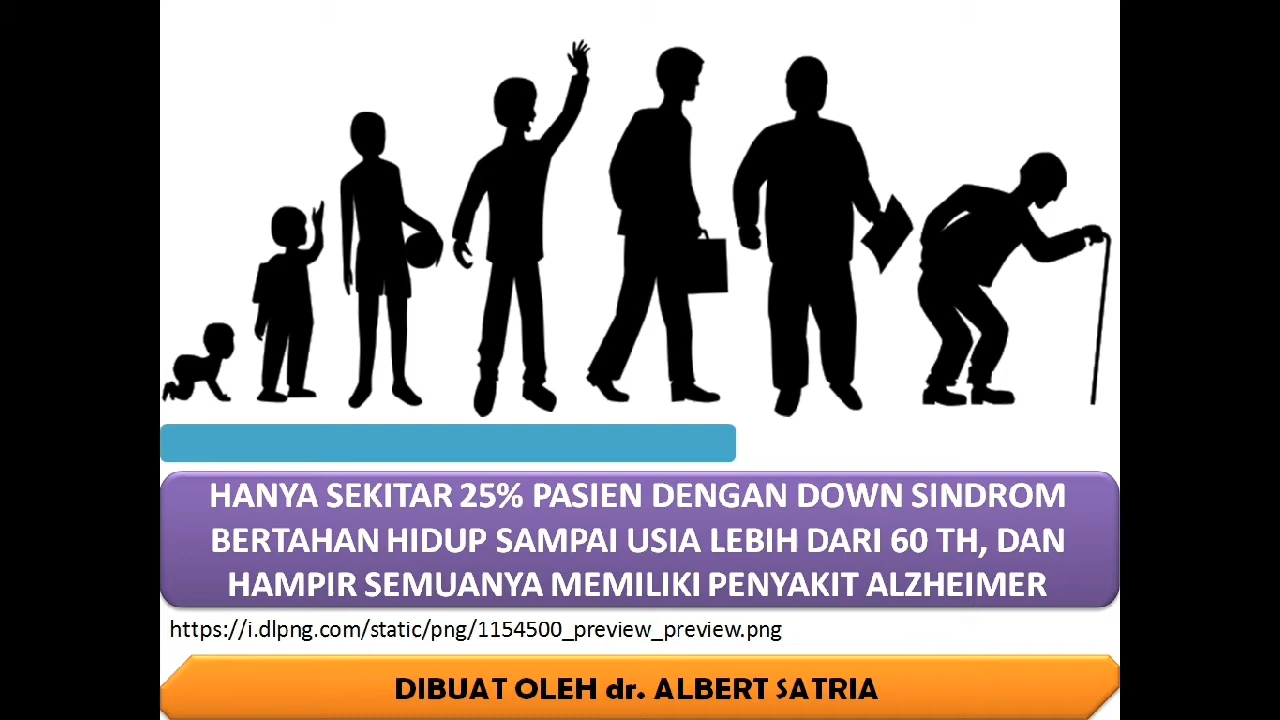 HANYA SEKITAR 25% PASIEN DENGAN DOWN SINDROM
BERTAHAN HIDUP SAMPAI USIA LEBIH DARI 60 TH, DAN
HAMPIR SEMUANYA MEMILIKI PENYAKIT ALZHEIMER
https://i.dlpng.com/static/png/1154500_preview_preview.png
DIBUAT OLEH dr. ALBERT SATRIA